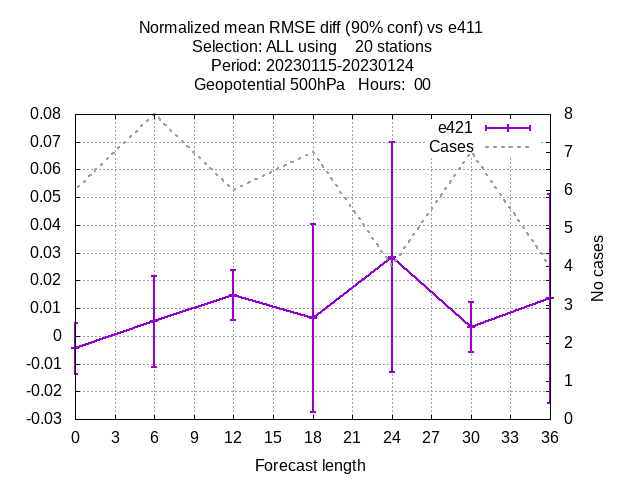 Normalized mean RMSE diff (90% conf) vs e411
Selection: ALL using    20 stations
Period: 20230115-20230124
Geopotential 500hPa   Hours:  00
e421
Cases
0.08
0.07
0.06
0.05
0.04
0.03
0.02
0.01
0
-0.01
-0.02
-0.03
8
7
6
5
4
3
2
1
0
No cases
0 3 6 9 12 15 18 21 24 27 30 33 36
Forecast length